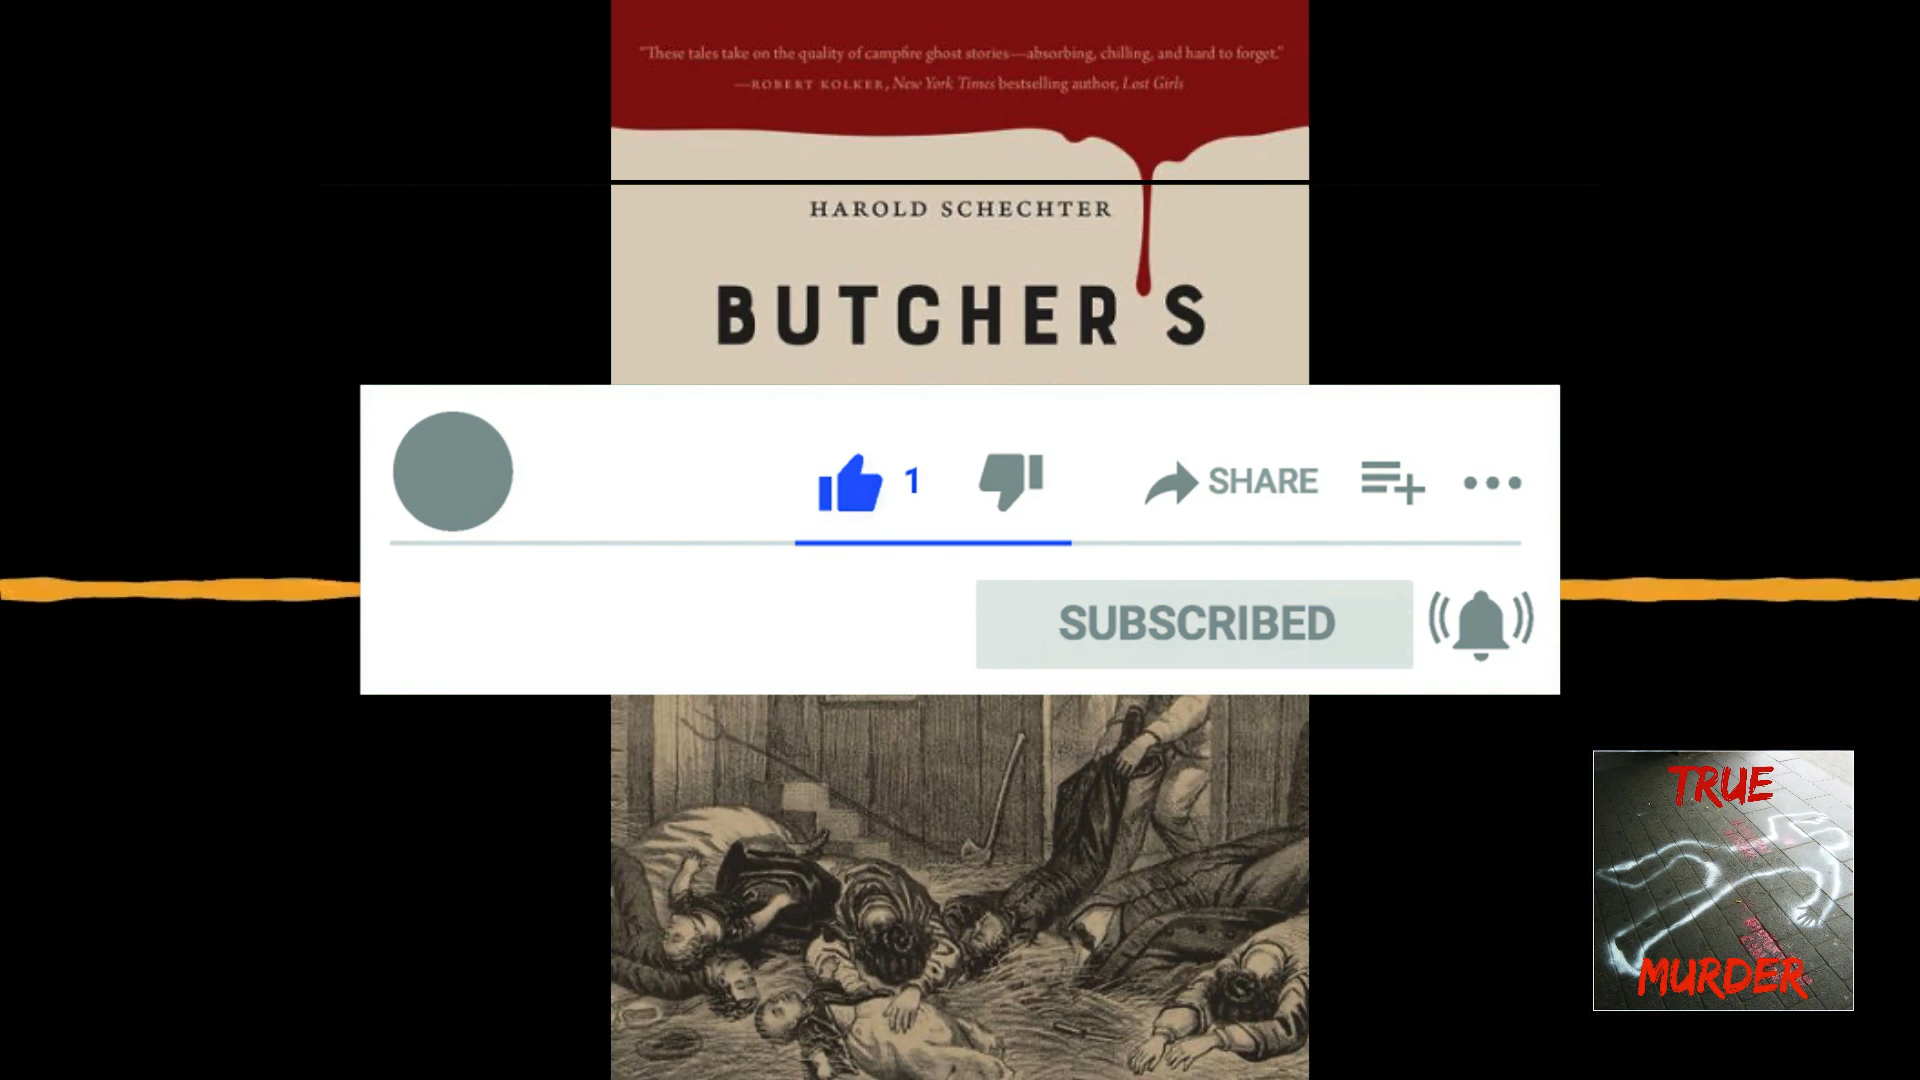 "These tales take on the quality of campfire ghost stories—absorbing, chilling, and hard to forget."
—ROBERT KOLKER, New York Times bestselling author, Lost Girls
HAROLD SCHECHTER
BUTCHER S
1 SHARE
SUBSCRIBED
TRUE
MURDER